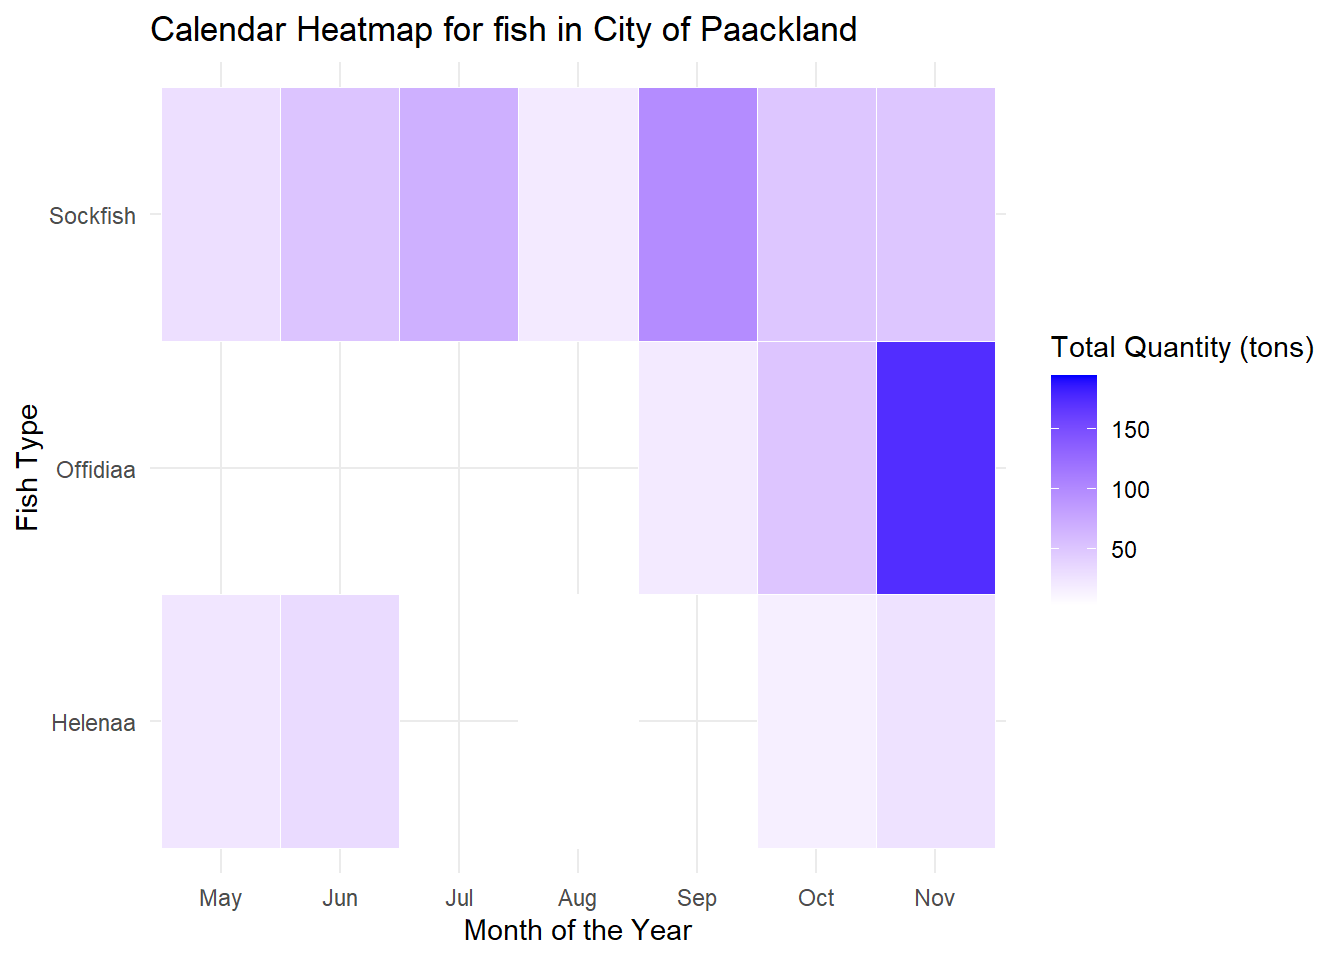 Calendar Heatmap for fish in City of Paackland
Sockfish
Offidiaa
Helenaa
Fish Type
May Jun Jul Aug Sep Oct Nov
Month of the Year
Total Quantity (tons)
150
100
50